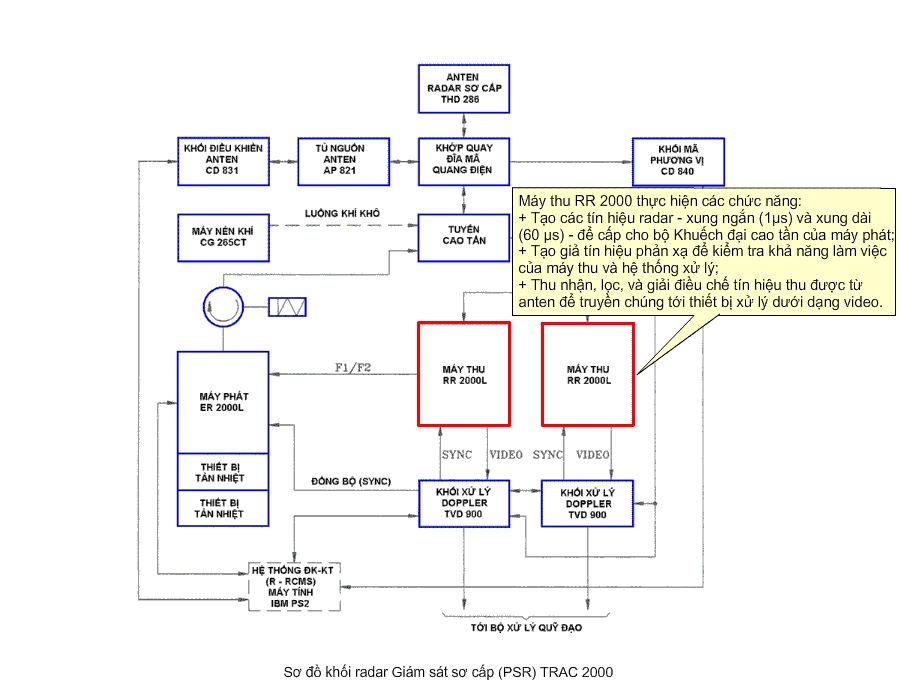 ANTEN
RADAR SƠ CẤP
THD 286
KHỐI ĐIỀU KHIỂN
ANTEN
CD 831
TỦ NGUỒN
ANTEN
AP 821
KHỚP QUAY
ĐĨA MÃ
QUANG ĐIỆN
KHỐI MÃ
PHƯƠNG VỊ
CD 840
MÁY NÉN KHÍ
CG 265CT
LUỒNG KHÍ KHÔ
TUYẾN
CAO TẦN
Máy thu RR 2000 thực hiện các chức năng:
+ Tạo các tín hiệu radar - xung ngắn (1μs) và xung dài
(60 μs) - để cấp cho bộ Khuếch đại cao tần của máy phát;
+ Tạo giả tín hiệu phản xạ để kiểm tra khả năng làm việc
của máy thu và hệ thống xử lý;
+ Thu nhận, lọc, và giải điều chế tín hiệu thu được từ
anten để truyền chúng tới thiết bị xử lý dưới dạng video.
MÁY PHÁT
ER 2000L
F1/F2
MÁY THU
RR 2000L
MÁY THU
RR 2000L
SYNC
VIDEO
SYNC
VIDEO
THIẾT BỊ
TẢN NHIỆT
THIẾT BỊ
TẢN NHIỆT
ĐỒNG BỘ (SYNC)
KHỐI XỬ LÝ
DOPPLER
TVD 900
KHỐI XỬ LÝ
DOPPLER
TVD 900
HỆ THỐNG ĐK-KT
(R - RCMS)
MÁY TÍNH
IBM PS2
TỚI BỘ XỬ LÝ QUỸ ĐẠO
Sơ đồ khối radar Giám sát sơ cấp (PSR) TRAC 2000